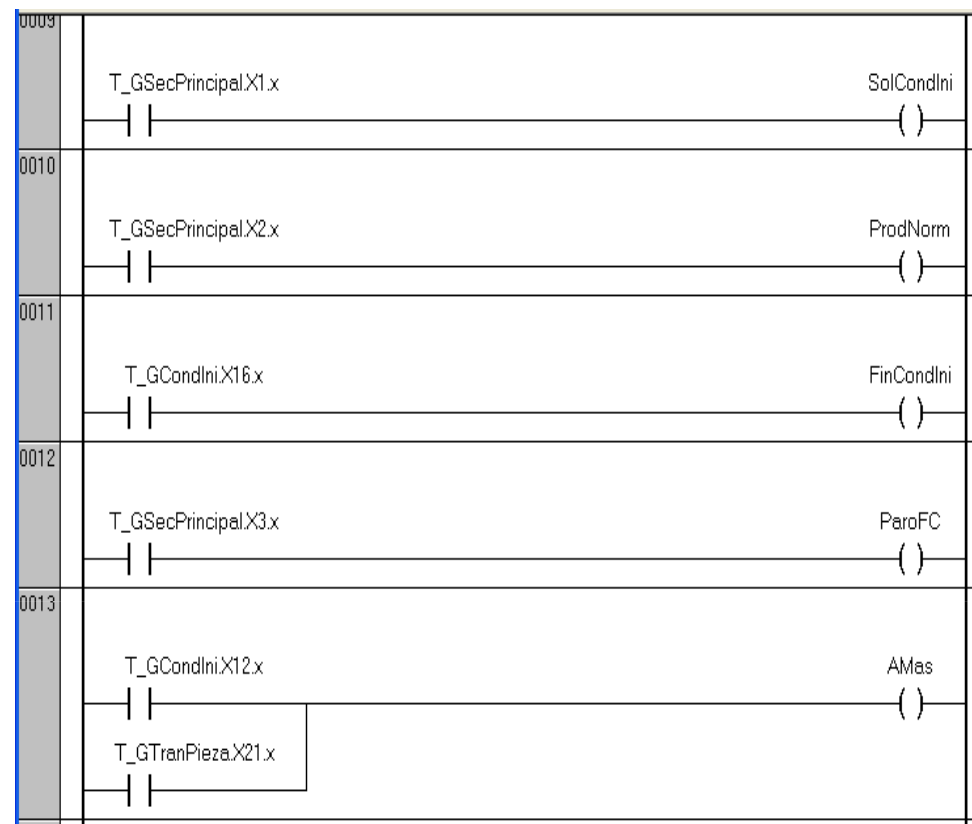 0009
T_GSecPrincipal.X1.x SolCondIni
0010
T_GSecPrincipal.X2.x ProdNorm
0011
T_GCondIni.X16.x FinCondIni
0012
T_GSecPrincipal.X3.x ParoFC
0013
T_GCondIni.X12.x AMas
T_GTranPieza.X21.x